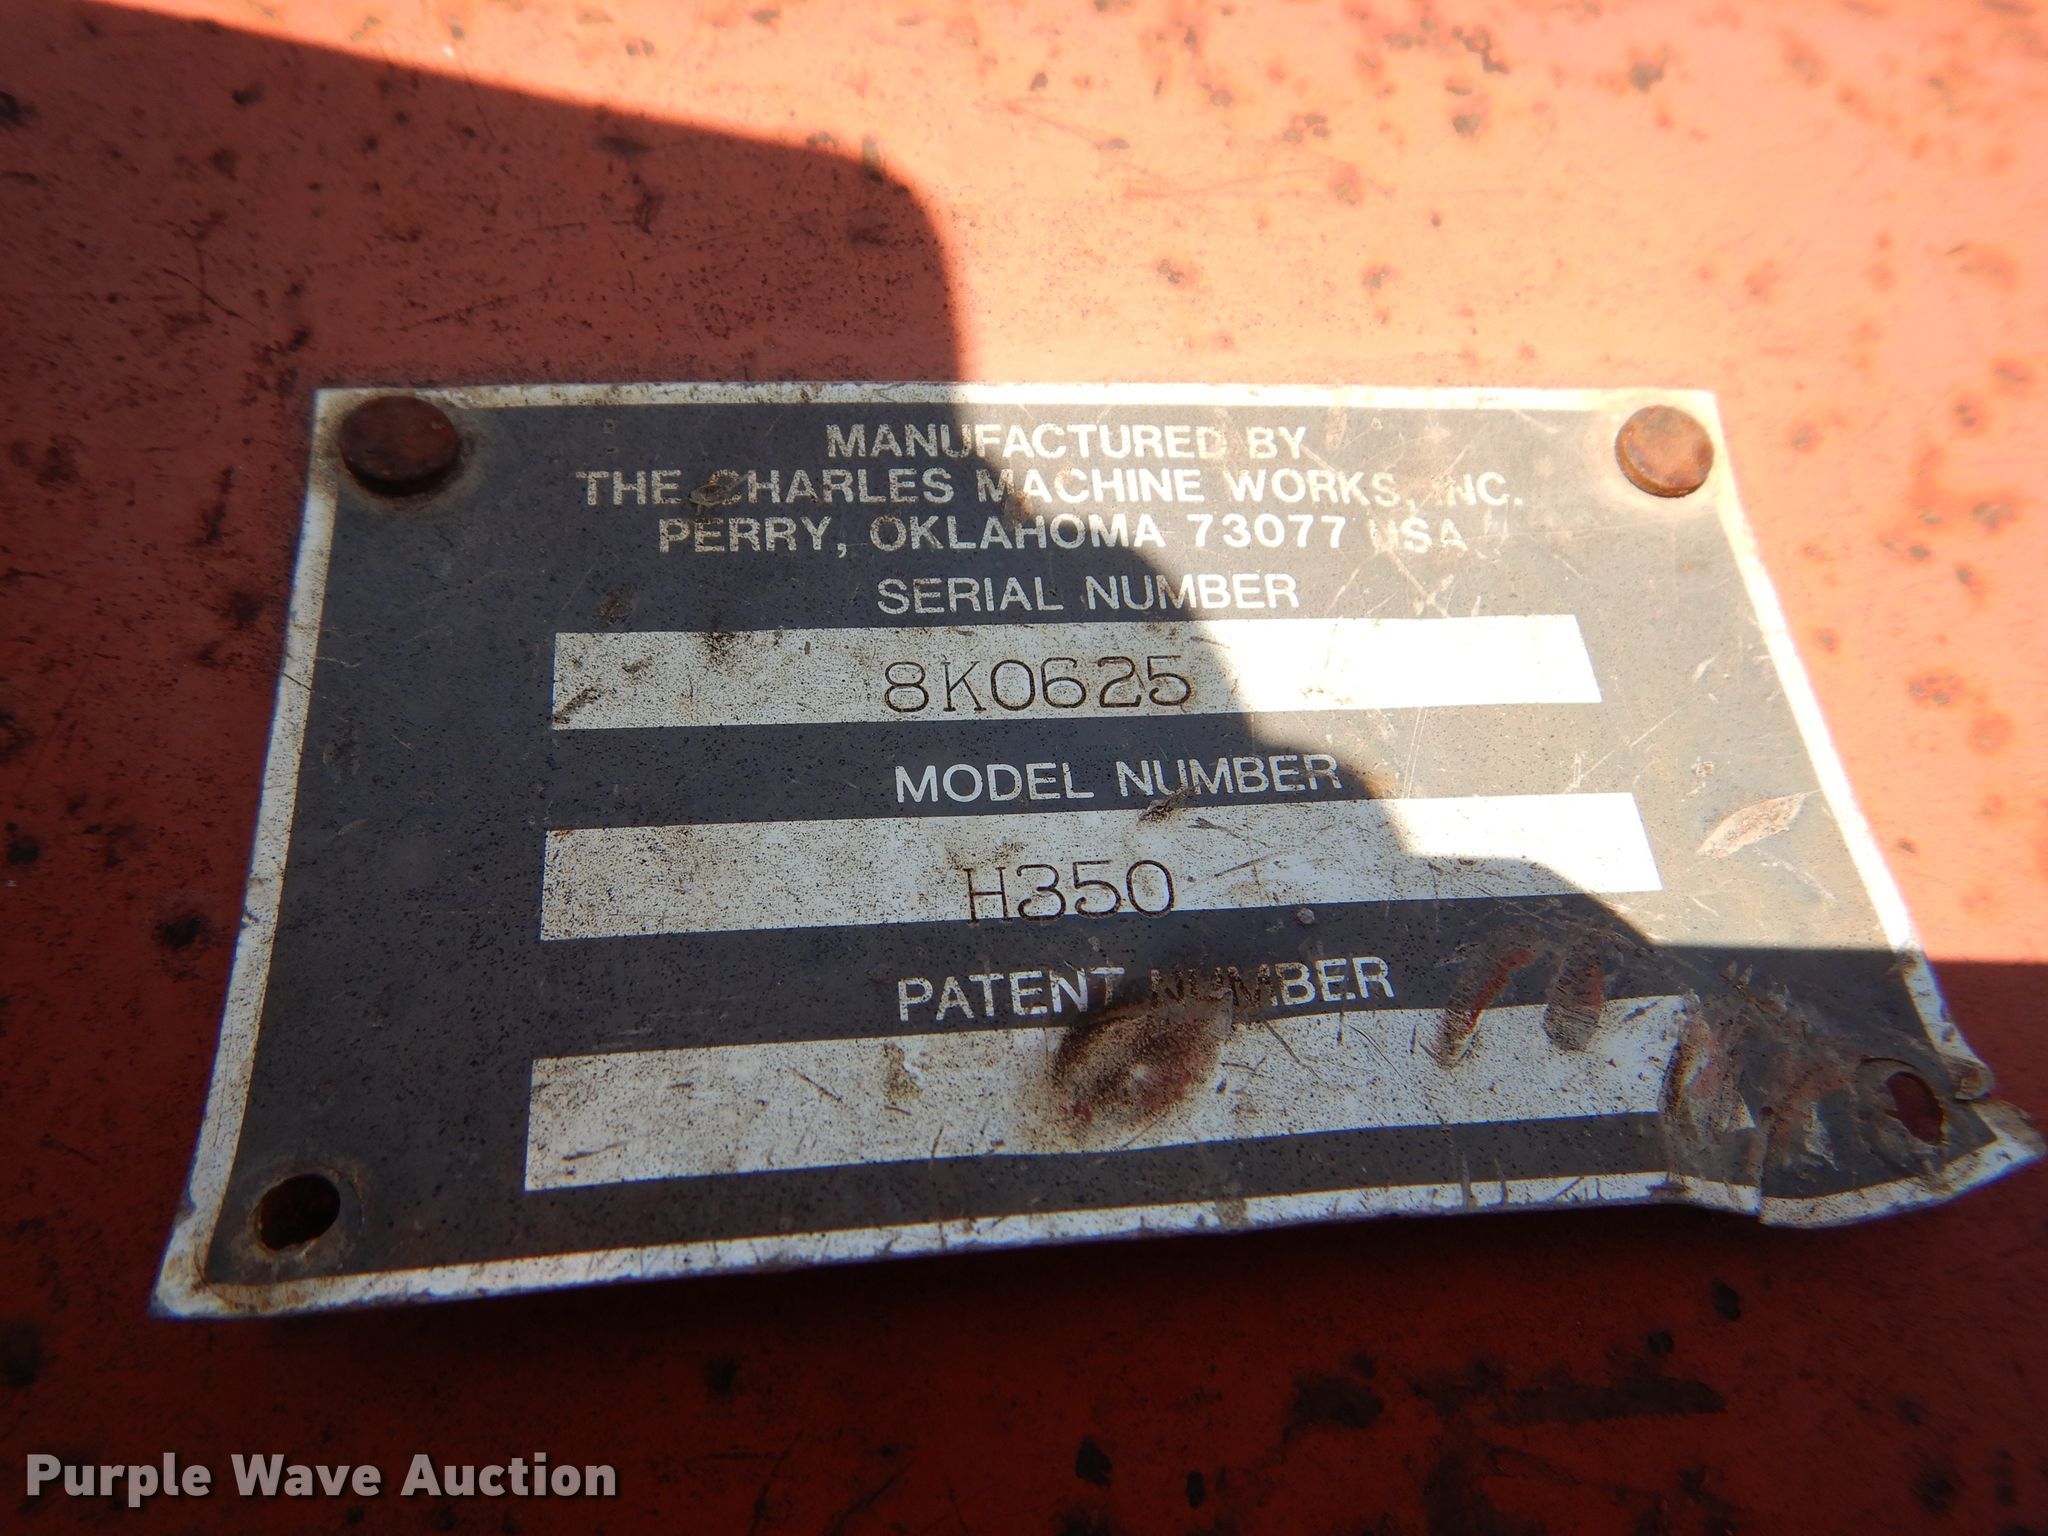 MANUFACTURED BY
THE CHARLES MACHINE WORKS, INC.
PERRY, OKLAHOMA 73077 USA
SERIAL NUMBER
8K0625
MODEL NUMBER
H350
PATENT NUMBER
Purple Wave Auction